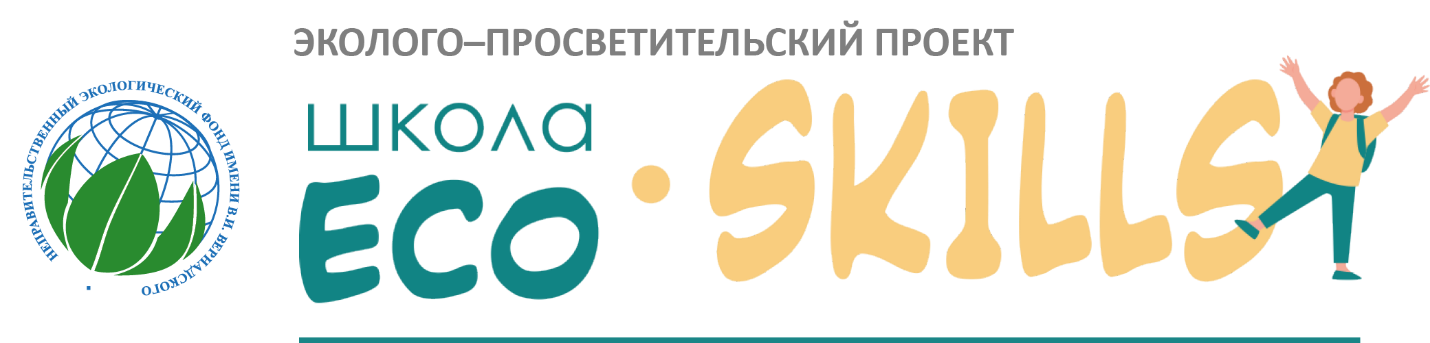 НЕПРАВИТЕЛЬСТВЕННЫЙ ЭКОЛОГИЧЕСКИЙ ФОНД ИМЕНИ В.И. ВЕРНАДСКОГО
ЭКОЛОГО–ПРОСВЕТИТЕЛЬСКИЙ ПРОЕКТ
школа
ECO·SKILLS